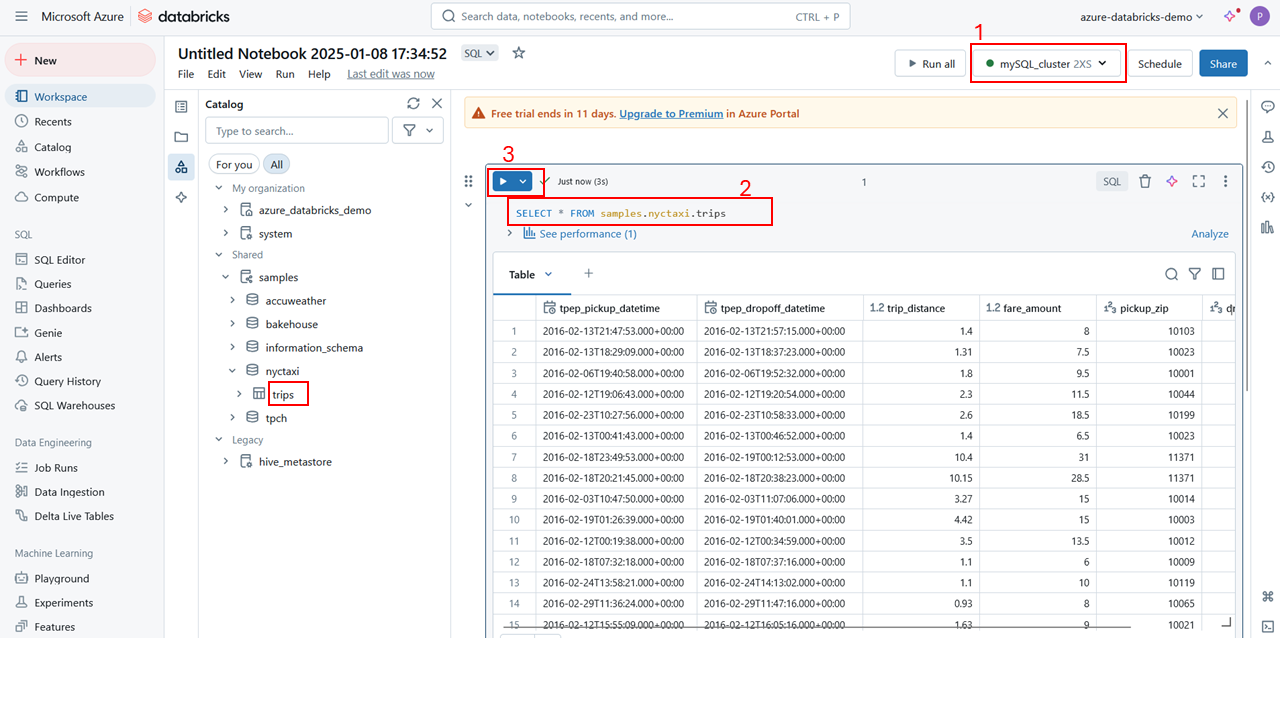 Microsoft Azure databricks Search data, notebooks, recents, and more... CTRL + P azure-databricks-demo P
1
New
Workspace
Recents
Catalog
Workflows
Compute
SQL
SQL Editor
Queries
Dashboards
Genie
Alerts
Query History
SQL Warehouses
Data Engineering
Job Runs
Data Ingestion
Delta Live Tables
Machine Learning
Playground
Experiments
Features
Untitled Notebook 2025-01-08 17:34:52 SQL
File Edit View Run Help Last edit was now
Run all mySQL_cluster 2XS Schedule Share
Catalog
Type to search...
For you All
My organization
azure_databricks_demo
system
Shared
samples
accuweather
bakehouse
information_schema
nyctaxi
trips
tpch
Legacy
hive_metastore
Free trial ends in 11 days. Upgrade to Premium in Azure Portal
3
Just now (3s) 1 SQL
2
SELECT * FROM samples.nyctaxi.trips
See performance (1) Analyze
Table
tpep_pickup_datetime tpep_dropoff_datetime 1.2 trip_distance 1.2 fare_amount 123 pickup_zip 123
1 2016-02-13T21:47:53.000+00:00 2016-02-13T21:57:15.000+00:00 1.4 8 10103
2 2016-02-13T18:29:09.000+00:00 2016-02-13T18:37:23.000+00:00 1.31 7.5 10023
3 2016-02-06T19:40:58.000+00:00 2016-02-06T19:52:32.000+00:00 1.8 9.5 10001
4 2016-02-12T19:06:43.000+00:00 2016-02-12T19:20:54.000+00:00 2.3 11.5 10044
5 2016-02-23T10:27:56.000+00:00 2016-02-23T10:58:33.000+00:00 2.6 18.5 10199
6 2016-02-13T00:41:43.000+00:00 2016-02-13T00:46:52.000+00:00 1.4 6.5 10023
7 2016-02-18T23:49:53.000+00:00 2016-02-19T00:12:53.000+00:00 10.4 31 11371
8 2016-02-18T20:21:45.000+00:00 2016-02-18T20:38:23.000+00:00 10.15 28.5 11371
9 2016-02-03T10:47:50.000+00:00 2016-02-03T11:07:06.000+00:00 3.27 15 10014
10 2016-02-19T01:26:39.000+00:00 2016-02-19T01:40:01.000+00:00 4.42 15 10003
11 2016-02-12T00:19:38.000+00:00 2016-02-12T00:34:59.000+00:00 3.5 13.5 10012
12 2016-02-18T07:32:18.000+00:00 2016-02-18T07:37:16.000+00:00 1.1 6 10009
13 2016-02-24T13:58:21.000+00:00 2016-02-24T14:13:02.000+00:00 1.1 10 10119
14 2016-02-29T11:36:24.000+00:00 2016-02-29T11:47:16.000+00:00 0.93 8 10065
15 2016-02-12T15:55:09.000+00:00 2016-02-12T16:05:16.000+00:00 1.63 9 10021